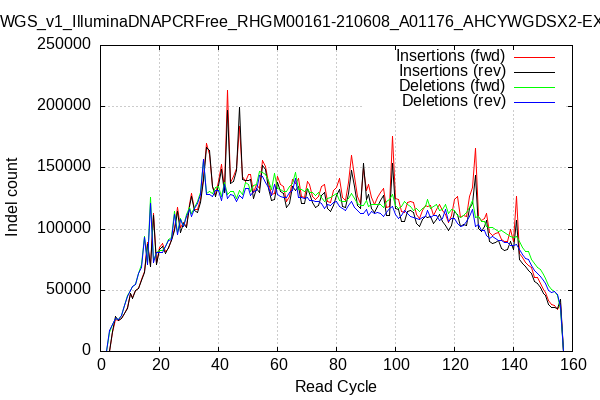 WGS_v1_IlluminaDNAPCRFree_RHGM00161-210608_A01176_AHCYWGDSX2-EX
250000
200000
150000
100000
50000
0
Indel count
Insertions (fwd)
Insertions (rev)
Deletions (fwd)
Deletions (rev)
0 20 40 60 80 100 120 140 160
Read Cycle